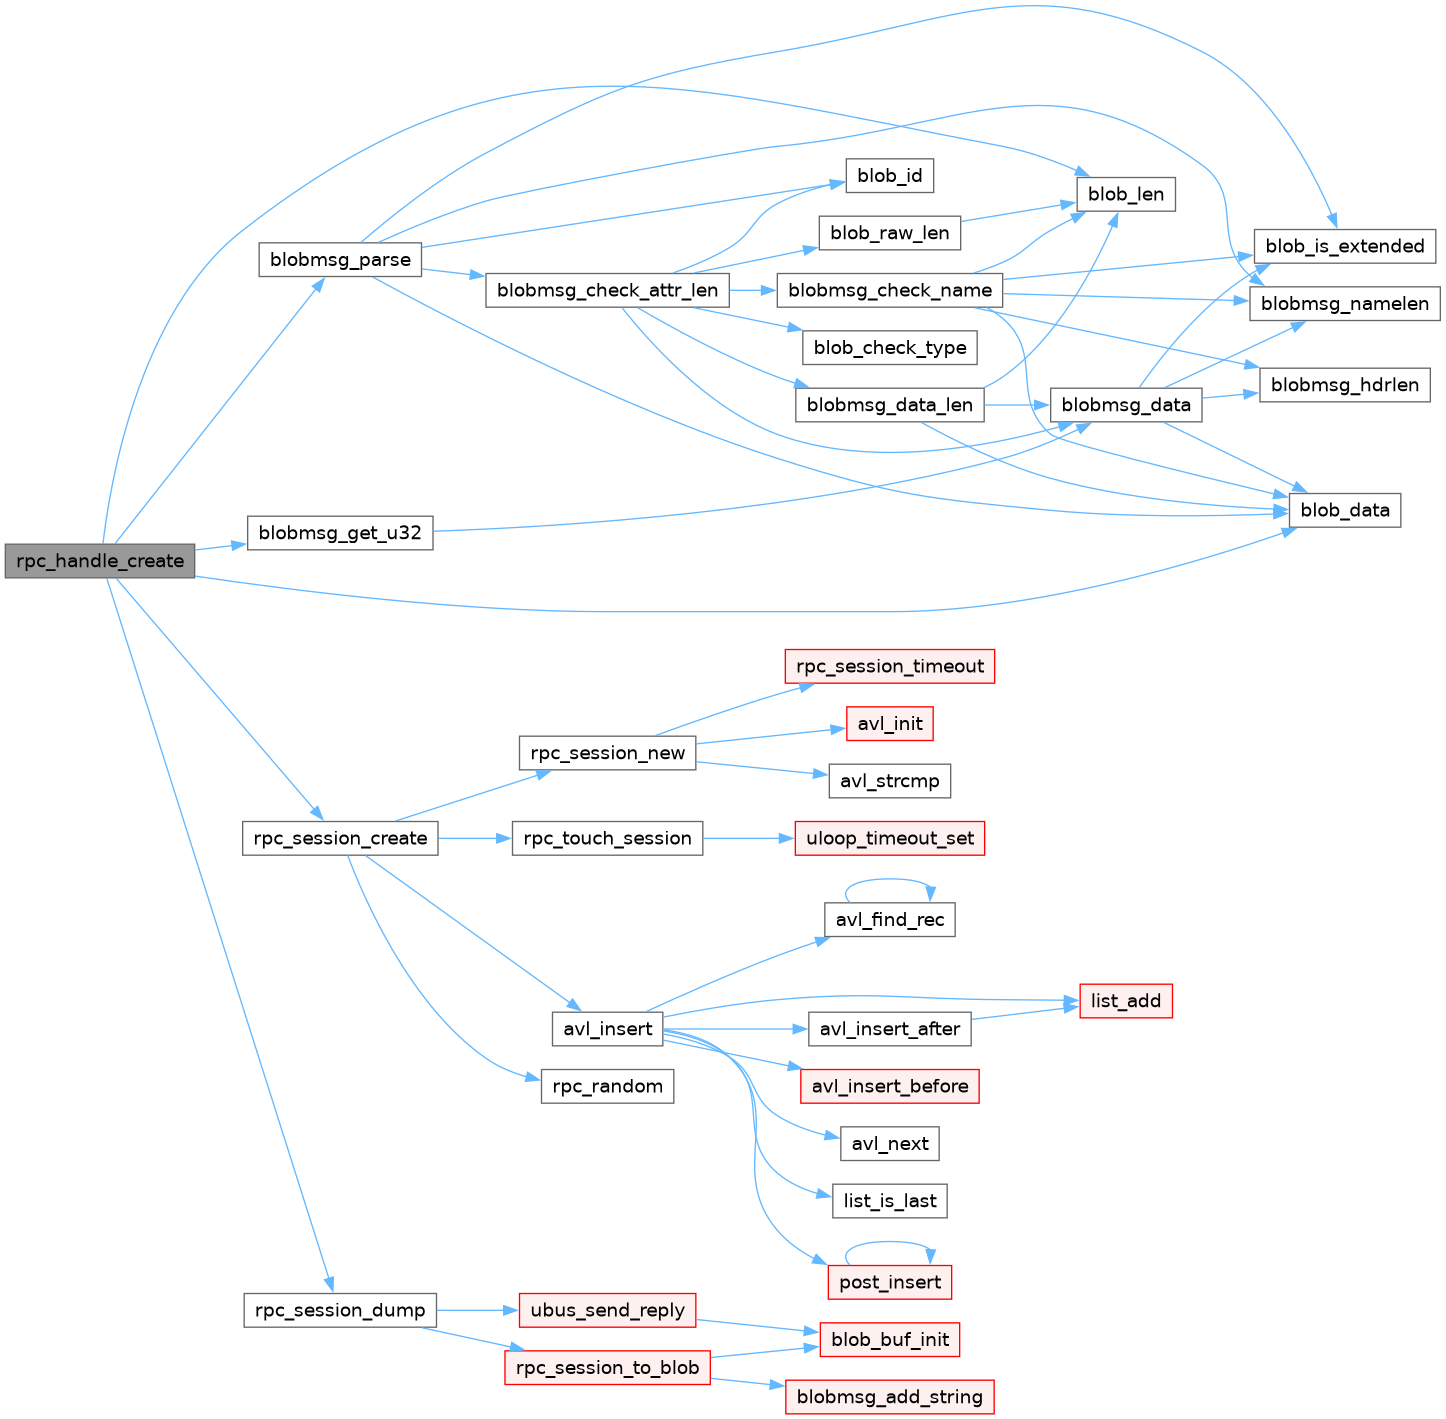 rpc_handle_create
blobmsg_parse
blobmsg_get_u32
rpc_session_create
rpc_session_dump
blobmsg_check_attr_len
rpc_session_new
rpc_touch_session
avl_insert
rpc_random
ubus_send_reply
rpc_session_to_blob
blob_id
blob_raw_len
blobmsg_check_name
blob_check_type
blobmsg_data_len
rpc_session_timeout
avl_init
avl_strcmp
uloop_timeout_set
avl_find_rec
avl_insert_after
avl_insert_before
avl_next
list_is_last
post_insert
blob_buf_init
blobmsg_add_string
blob_len
blobmsg_data
list_add
blob_is_extended
blobmsg_namelen
blobmsg_hdrlen
blob_data